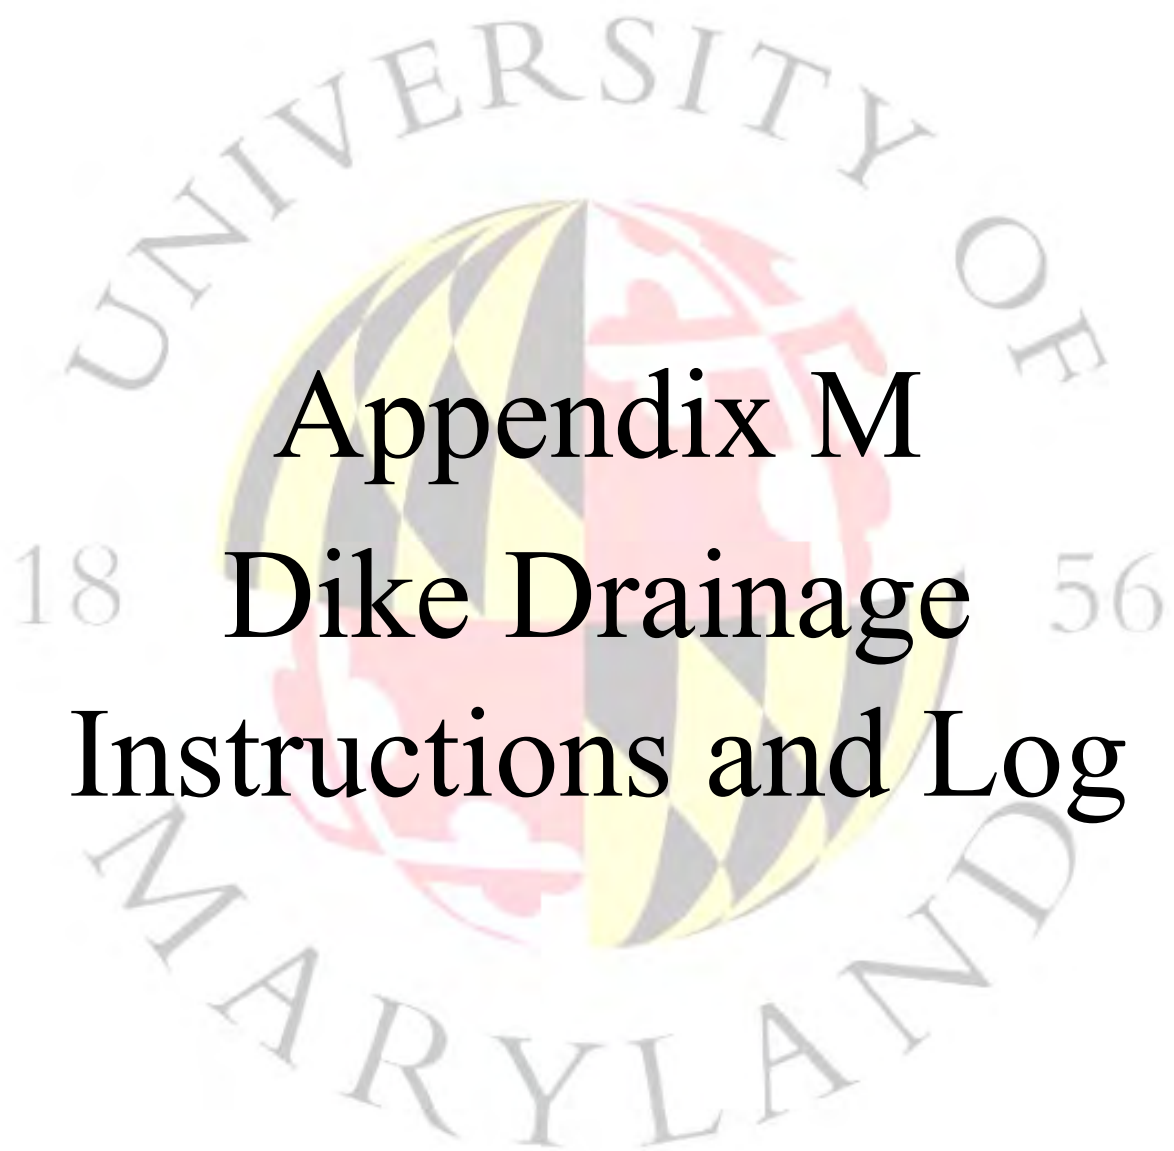 UNIVERSITY OF
Appendix M
18 56
Dike Drainage
Instructions and Log
MARYLAND